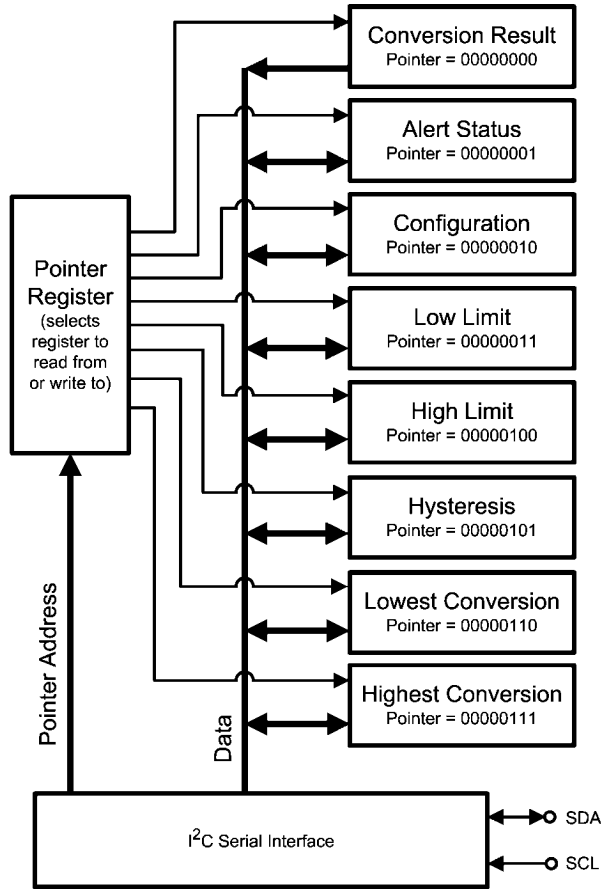 Conversion Result
Pointer = 00000000
Alert Status
Pointer = 00000001
Configuration
Pointer = 00000010
Low Limit
Pointer = 00000011
High Limit
Pointer = 00000100
Hysteresis
Pointer = 00000101
Lowest Conversion
Pointer = 00000110
Highest Conversion
Pointer = 00000111
Pointer
Register
(selects
register to
read from
or write to)
Pointer Address
Data
I²C Serial Interface
SDA
SCL